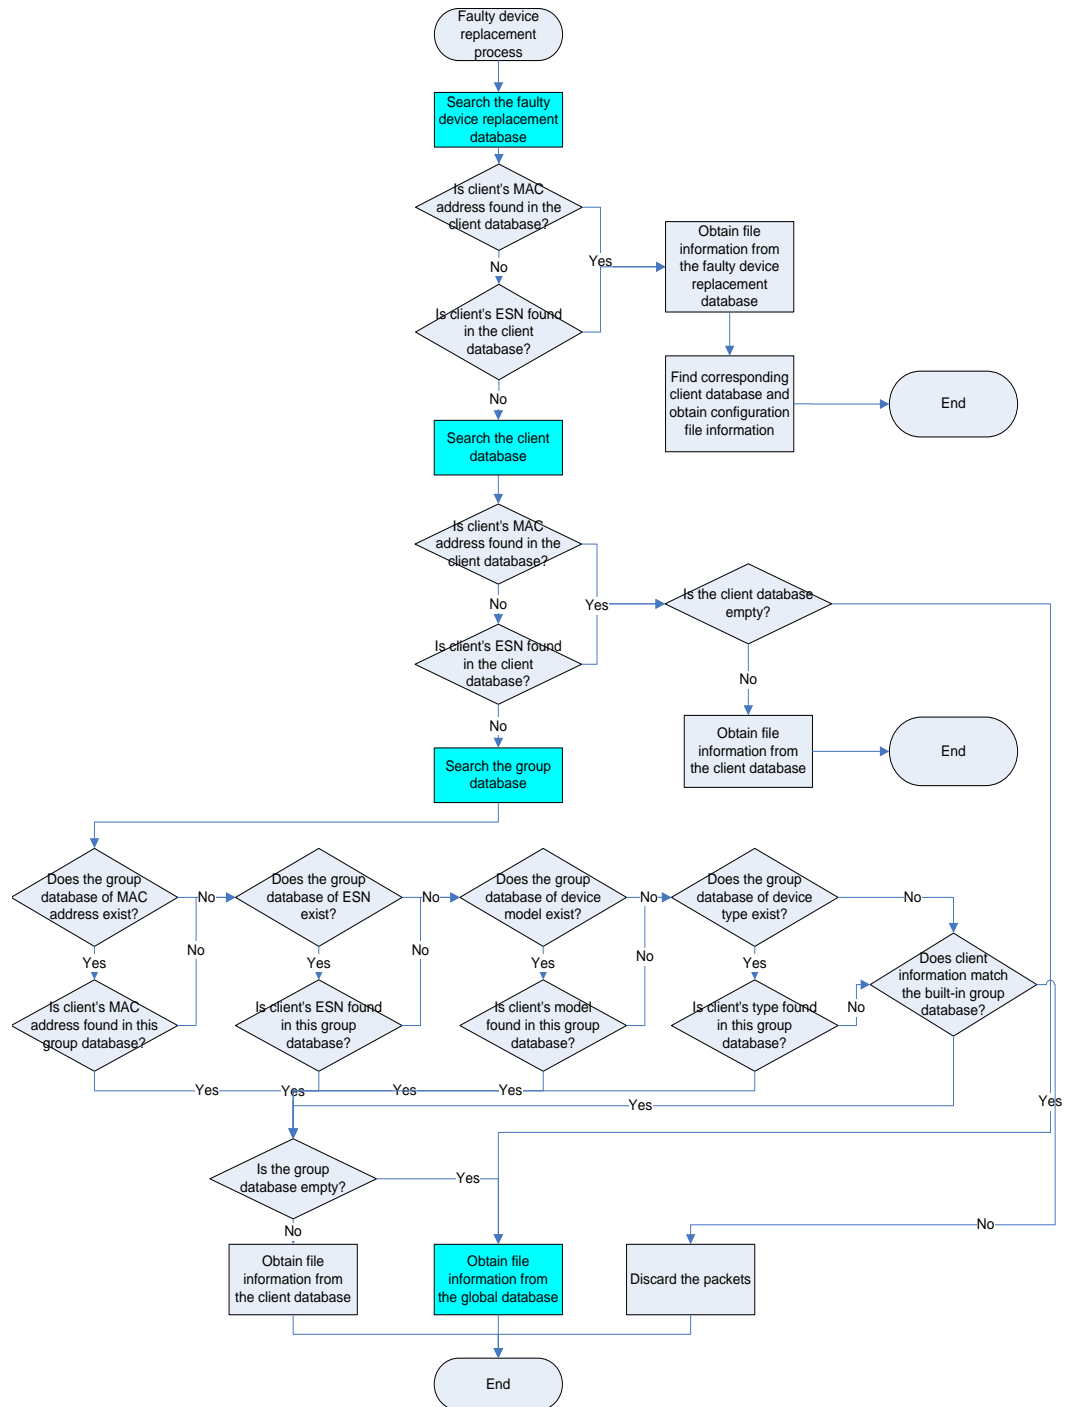 Faulty device
replacement
process
Search the faulty
device replacement
database
Is client's MAC
address found in the
client database?
Yes
Obtain file
information from
the faulty device
replacement
database
No
Is client's ESN found
in the client
database?
Find corresponding
client database and
obtain configuration
file information
End
No
Search the client
database
Is client's MAC
address found in the
client database?
No
Yes
Is the client database
empty?
Is client's ESN found
in the client
database?
No
No
Obtain file
information from
the client database
End
Search the group
database
Does the group
database of MAC
address exist?
No
Does the group
database of ESN
exist?
No
Does the group
database of device
model exist?
No
Does the group
database of device
type exist?
No
Yes
No
Yes
No
Yes
No
Yes
Does client
information match
the built-in group
database?
Is client's MAC
address found in this
group database?
Is client's ESN found
in this group
database?
Is client's model
found in this group
database?
Is client's type found
in this group
database?
No
Yes
Yes
Yes
Yes
Yes
Yes
Is the group
database empty?
Yes
No
No
Obtain file
information from
the client database
Obtain file
information from
the global database
Discard the packets
End